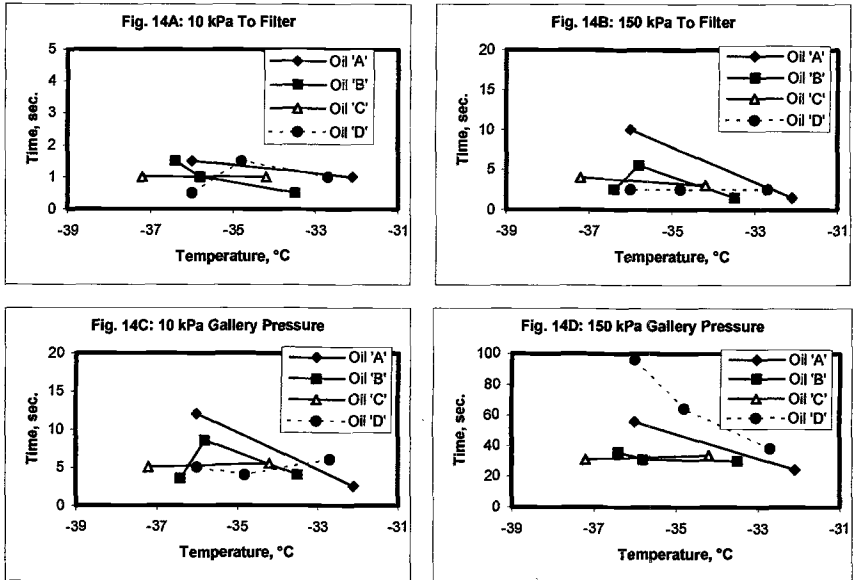 Fig. 14A: 10 kPa To Filter
5
4
3
2
1
0
Time, sec.
Oil 'A'
Oil 'B'
Oil 'C'
Oil 'D'
-39 -37 -35 -33 -31
Temperature, °C
Fig. 14B: 150 kPa To Filter
20
15
10
5
0
Time, sec.
Oil 'A'
Oil 'B'
Oil 'C'
Oil 'D'
-39 -37 -35 -33 -31
Temperature, °C
Fig. 14C: 10 kPa Gallery Pressure
20
15
10
5
0
Time, sec.
Oil 'A'
Oil 'B'
Oil 'C'
Oil 'D'
-39 -37 -35 -33 -31
Temperature, °C
Fig. 14D: 150 kPa Gallery Pressure
100
80
60
40
20
0
Time, sec.
Oil 'A'
Oil 'B'
Oil 'C'
Oil 'D'
-39 -37 -35 -33 -31
Temperature, °C